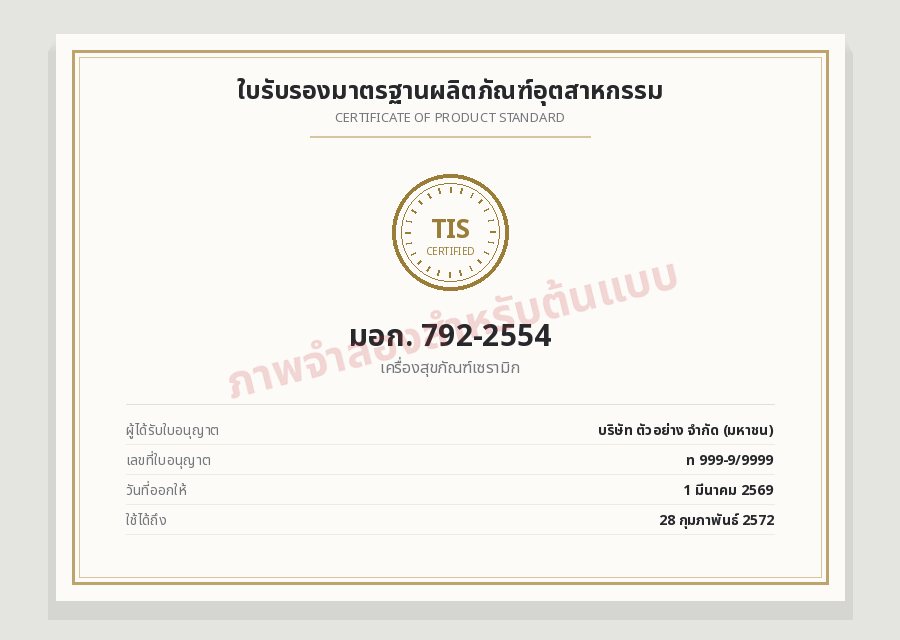 ใบรับรองมาตรฐานผลิตภัณฑ์อุตสาหกรรม
CERTIFICATE OF PRODUCT STANDARD
TIS
CERTIFIED
ภาพจำลองสำหรับต้นแบบ
มอก. 792-2554
เครื่องสุขภัณฑ์เซรามิก
ผู้ได้รับใบอนุญาต บริษัท ตัวอย่าง จำกัด (มหาชน)
เลขที่ใบอนุญาต ท 999-9/9999
วันที่ออกให้ 1 มีนาคม 2569
ใช้ได้ถึง 28 กุมภาพันธ์ 2572